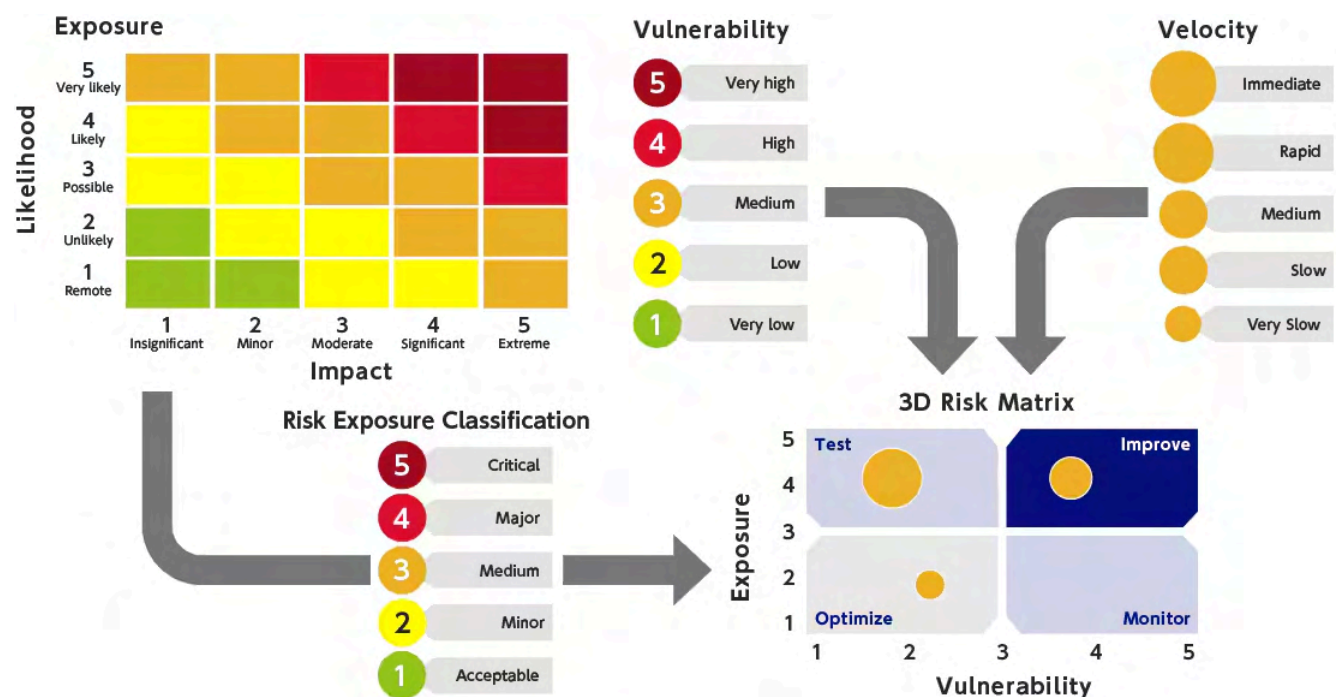 Exposure
Likelihood
5
Very likely
4
Likely
3
Possible
2
Unlikely
1
Remote
1
Insignificant
2
Minor
3
Moderate
4
Significant
5
Extreme
Impact
Vulnerability
5 Very high
4 High
3 Medium
2 Low
1 Very low
Velocity
Immediate
Rapid
Medium
Slow
Very Slow
Risk Exposure Classification
5 Critical
4 Major
3 Medium
2 Minor
1 Acceptable
3D Risk Matrix
Exposure
5
4
3
2
1
Test
Improve
Optimize
Monitor
1 2 3 4 5
Vulnerability